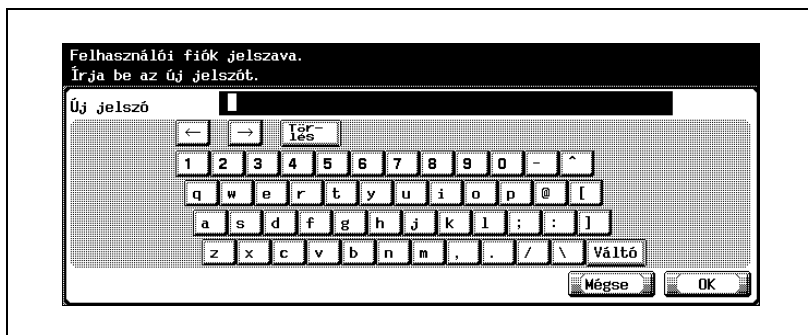 Felhasználói fiók jelszava.
Írja be az új jelszót.
Új jelszó
← → Tör-
lés
1 2 3 4 5 6 7 8 9 0 - ^
q w e r t y u i o p @ [
a s d f g h j k l ; : ]
z x c v b n m , . / \ Váltó
Mégse OK